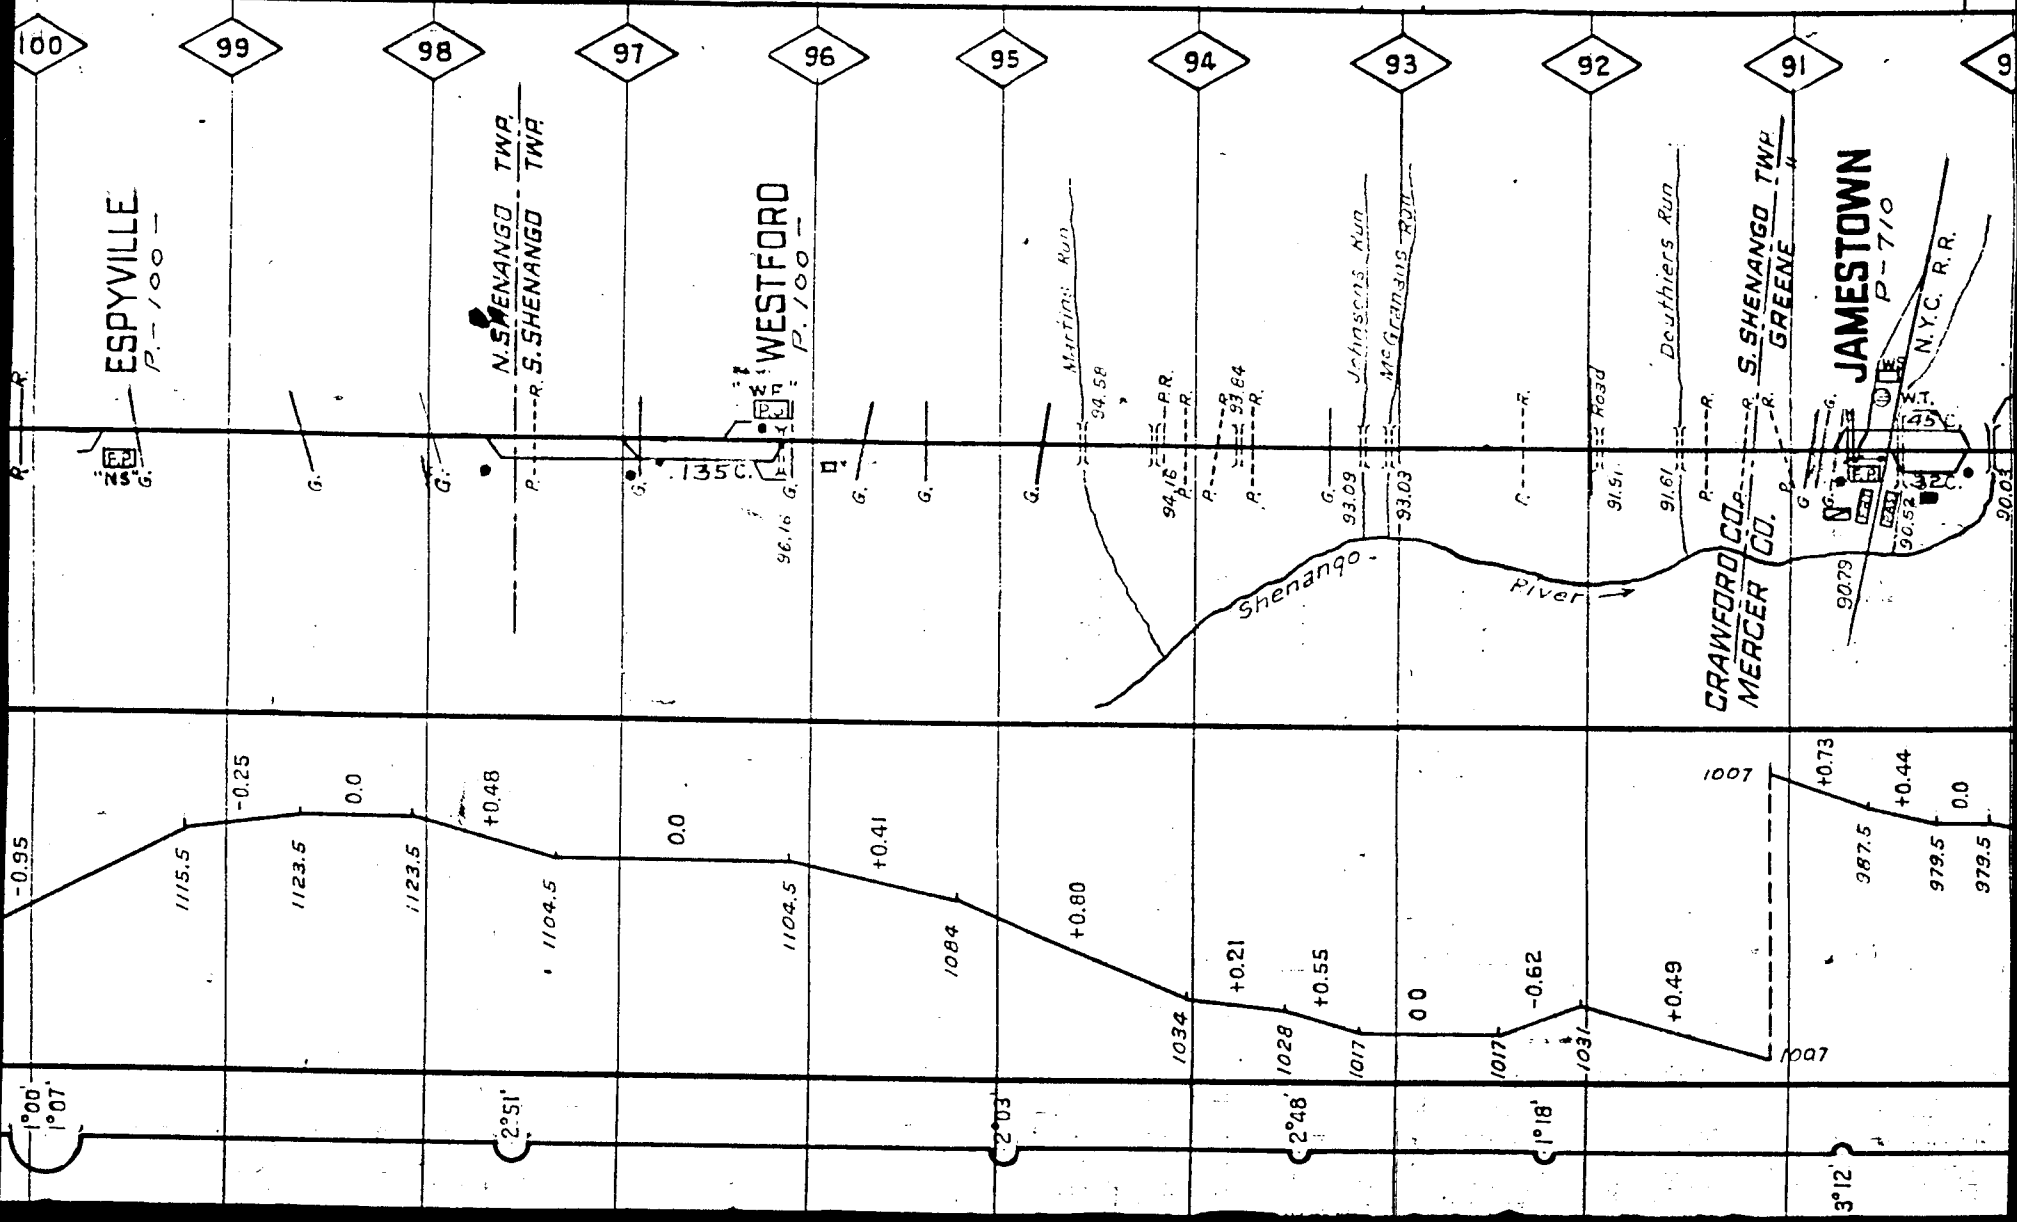 100
99
98
97
96
95
94
93
92
91
9
ESPYVILLE
P.-100-
N. SHENANGO TWP.
S. SHENANGO TWP.
WESTFORD
P. 100-
Martins Run
Johnsons Run
McGranahans Run
Douthiers Run
S. SHENANGO TWP.
GREENE "
JAMESTOWN
P-710
N.Y.C. R.R.
R.
R
"NS"
G.
G.
G.
P.
R.
G.
135C.
W F
G.
96.16
G.
G.
G.
94.58
P.R.
94.16
P.
R.
P.
R.
93.84
P.
R.
G.
93.09
93.03
P.
R.
Road
91.91
91.61
P.
R.
P.
R.
P.
R.
G
G.
G.
W.T.
45 C.
32C.
90.79
90.52
90.03
Shenango
River
CRAWFORD CO.
MERCER CO.
-0.95
-0.25
0.0
+0.48
0.0
+0.41
+0.80
+0.21
+0.55
0 0
-0.62
+0.49
+0.73
+0.44
0.0
1115.5
1123.5
1123.5
1104.5
1104.5
1084
1034
1028
1017
1017
1031
1007
1007
987.5
979.5
979.5
1°00'
1°07'
2°51'
2°03'
2°48'
1°18'
3°12'